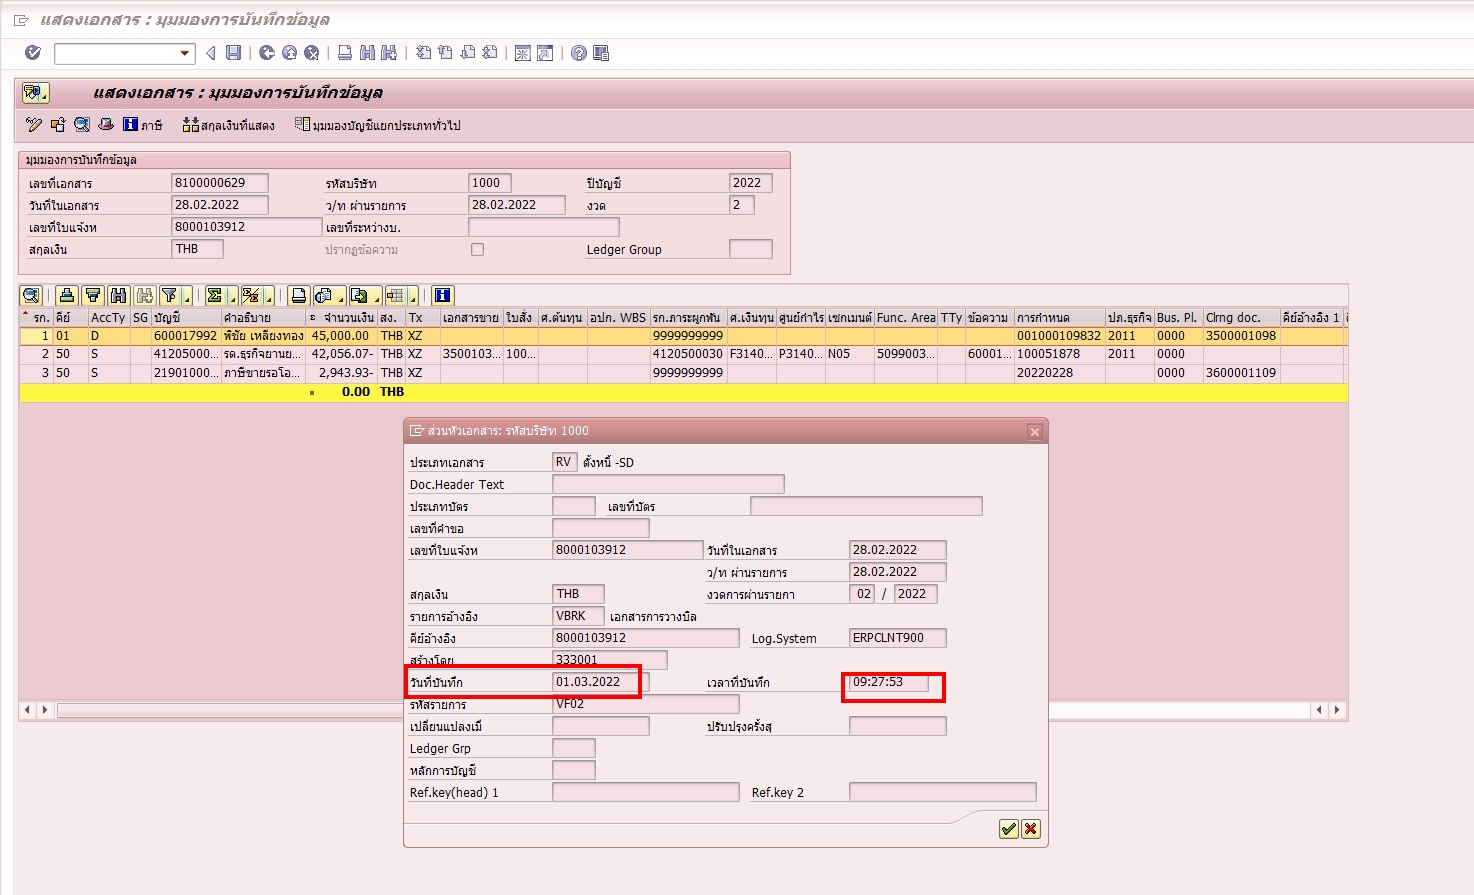 แสดงเอกสาร : มุมมองการบันทึกข้อมูล
แสดงเอกสาร : มุมมองการบันทึกข้อมูล
ภาษี สกุลเงินที่แสดง มุมมองบัญชีแยกประเภททั่วไป
มุมมองการบันทึกข้อมูล
เลขที่เอกสาร 8100000629 รหัสบริษัท 1000 ปีบัญชี 2022
วันที่ในเอกสาร 28.02.2022 ว/ท ผ่านรายการ 28.02.2022 งวด 2
เลขที่ใบแจ้งห 8000103912 เลขที่ระหว่างบ.
สกุลเงิน THB ปรากฏข้อความ Ledger Group
รก. คีย์ AccTy SG บัญชี คำอธิบาย Σ จำนวนเงิน สง. Tx เอกสารขาย ใบสั่ง ศ.ต้นทุน อปก. WBS รก.ภาระผูกพัน ศ.เงินทุน ศูนย์กำไร เซกเมนต์ Func. Area TTy ข้อความ การกำหนด ปถ.ธุรกิจ Bus. Pl. Clrng doc. คีย์อ้างอิง 1
1 01 D 600017992 พิชัย เหลี่ยงทอง 45,000.00 THB XZ 9999999999 001000109832 2011 0000 3500001098
2 50 S 41205000... รด.ธุรกิจยานย... 42,056.07- THB XZ 3500103... 100... 4120500030 F3140... P3140... N05 5099003... 60001... 100051878 2011 0000
3 50 S 21901000... ภาษีขายรอโอ... 2,943.93- THB XZ 9999999999 20220228 0000 3600001109
0.00 THB
ส่วนหัวเอกสาร: รหัสบริษัท 1000
ประเภทเอกสาร RV ตั้งหนี้ -SD
Doc.Header Text
ประเภทบัตร เลขที่บัตร
เลขที่คำขอ
เลขที่ใบแจ้งห 8000103912 วันที่ในเอกสาร 28.02.2022
ว/ท ผ่านรายการ 28.02.2022
สกุลเงิน THB งวดการผ่านรายกา 02 / 2022
รายการอ้างอิง VBRK เอกสารการวางบิล
คีย์อ้างอิง 8000103912 Log.System ERPCLNT900
สร้างโดย 333001
วันที่บันทึก 01.03.2022 เวลาที่บันทึก 09:27:53
รหัสรายการ VF02
เปลี่ยนแปลงเมื่ ปรับปรุงครั้งสุ
Ledger Grp
หลักการบัญชี
Ref.key(head) 1 Ref.key 2